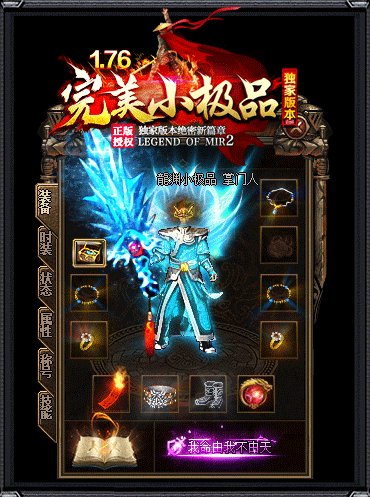 1.76
完美小极品
独家版本
正版授权
独家版本绝密新篇章
LEGEND OF MIR2
龍渊小极品 掌门人
装备
时装
状态
属性
称号
技能
我命由我不由天